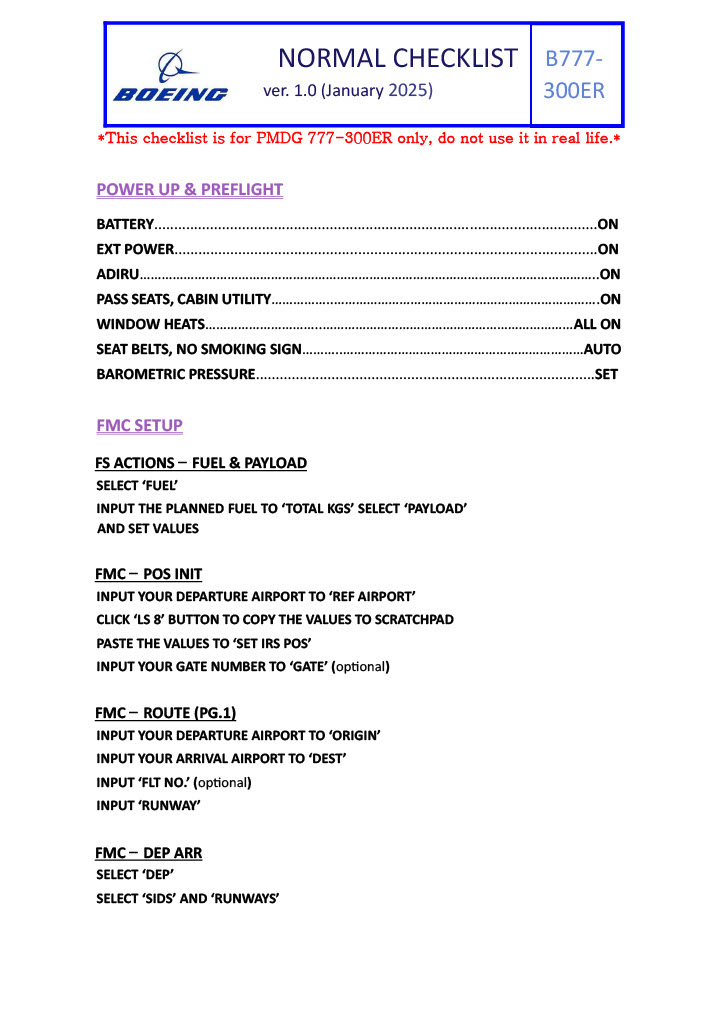 BOEING
NORMAL CHECKLIST
ver. 1.0 (January 2025)
B777-
300ER
*This checklist is for PMDG 777-300ER only, do not use it in real life.*
POWER UP & PREFLIGHT
BATTERY..........................................................................................................ON
EXT POWER.....................................................................................................ON
ADIRU..............................................................................................................ON
PASS SEATS, CABIN UTILITY...............................................................................ON
WINDOW HEATS........................................................................................ALL ON
SEAT BELTS, NO SMOKING SIGN...................................................................AUTO
BAROMETRIC PRESSURE.................................................................................SET
FMC SETUP
FS ACTIONS – FUEL & PAYLOAD
SELECT ‘FUEL’
INPUT THE PLANNED FUEL TO ‘TOTAL KGS’ SELECT ‘PAYLOAD’
AND SET VALUES
FMC – POS INIT
INPUT YOUR DEPARTURE AIRPORT TO ‘REF AIRPORT’
CLICK ‘LS 8’ BUTTON TO COPY THE VALUES TO SCRATCHPAD
PASTE THE VALUES TO ‘SET IRS POS’
INPUT YOUR GATE NUMBER TO ‘GATE’ (optional)
FMC – ROUTE (PG.1)
INPUT YOUR DEPARTURE AIRPORT TO ‘ORIGIN’
INPUT YOUR ARRIVAL AIRPORT TO ‘DEST’
INPUT ‘FLT NO.’ (optional)
INPUT ‘RUNWAY’
FMC – DEP ARR
SELECT ‘DEP’
SELECT ‘SIDS’ AND ‘RUNWAYS’